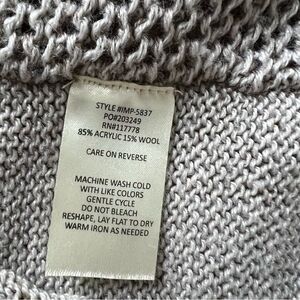 STYLE #IMP-5837
PO#203249
RN#117778
85% ACRYLIC 15% WOOL
CARE ON REVERSE
MACHINE WASH COLD
WITH LIKE COLORS
GENTLE CYCLE
DO NOT BLEACH
RESHAPE, LAY FLAT TO DRY
WARM IRON AS NEEDED